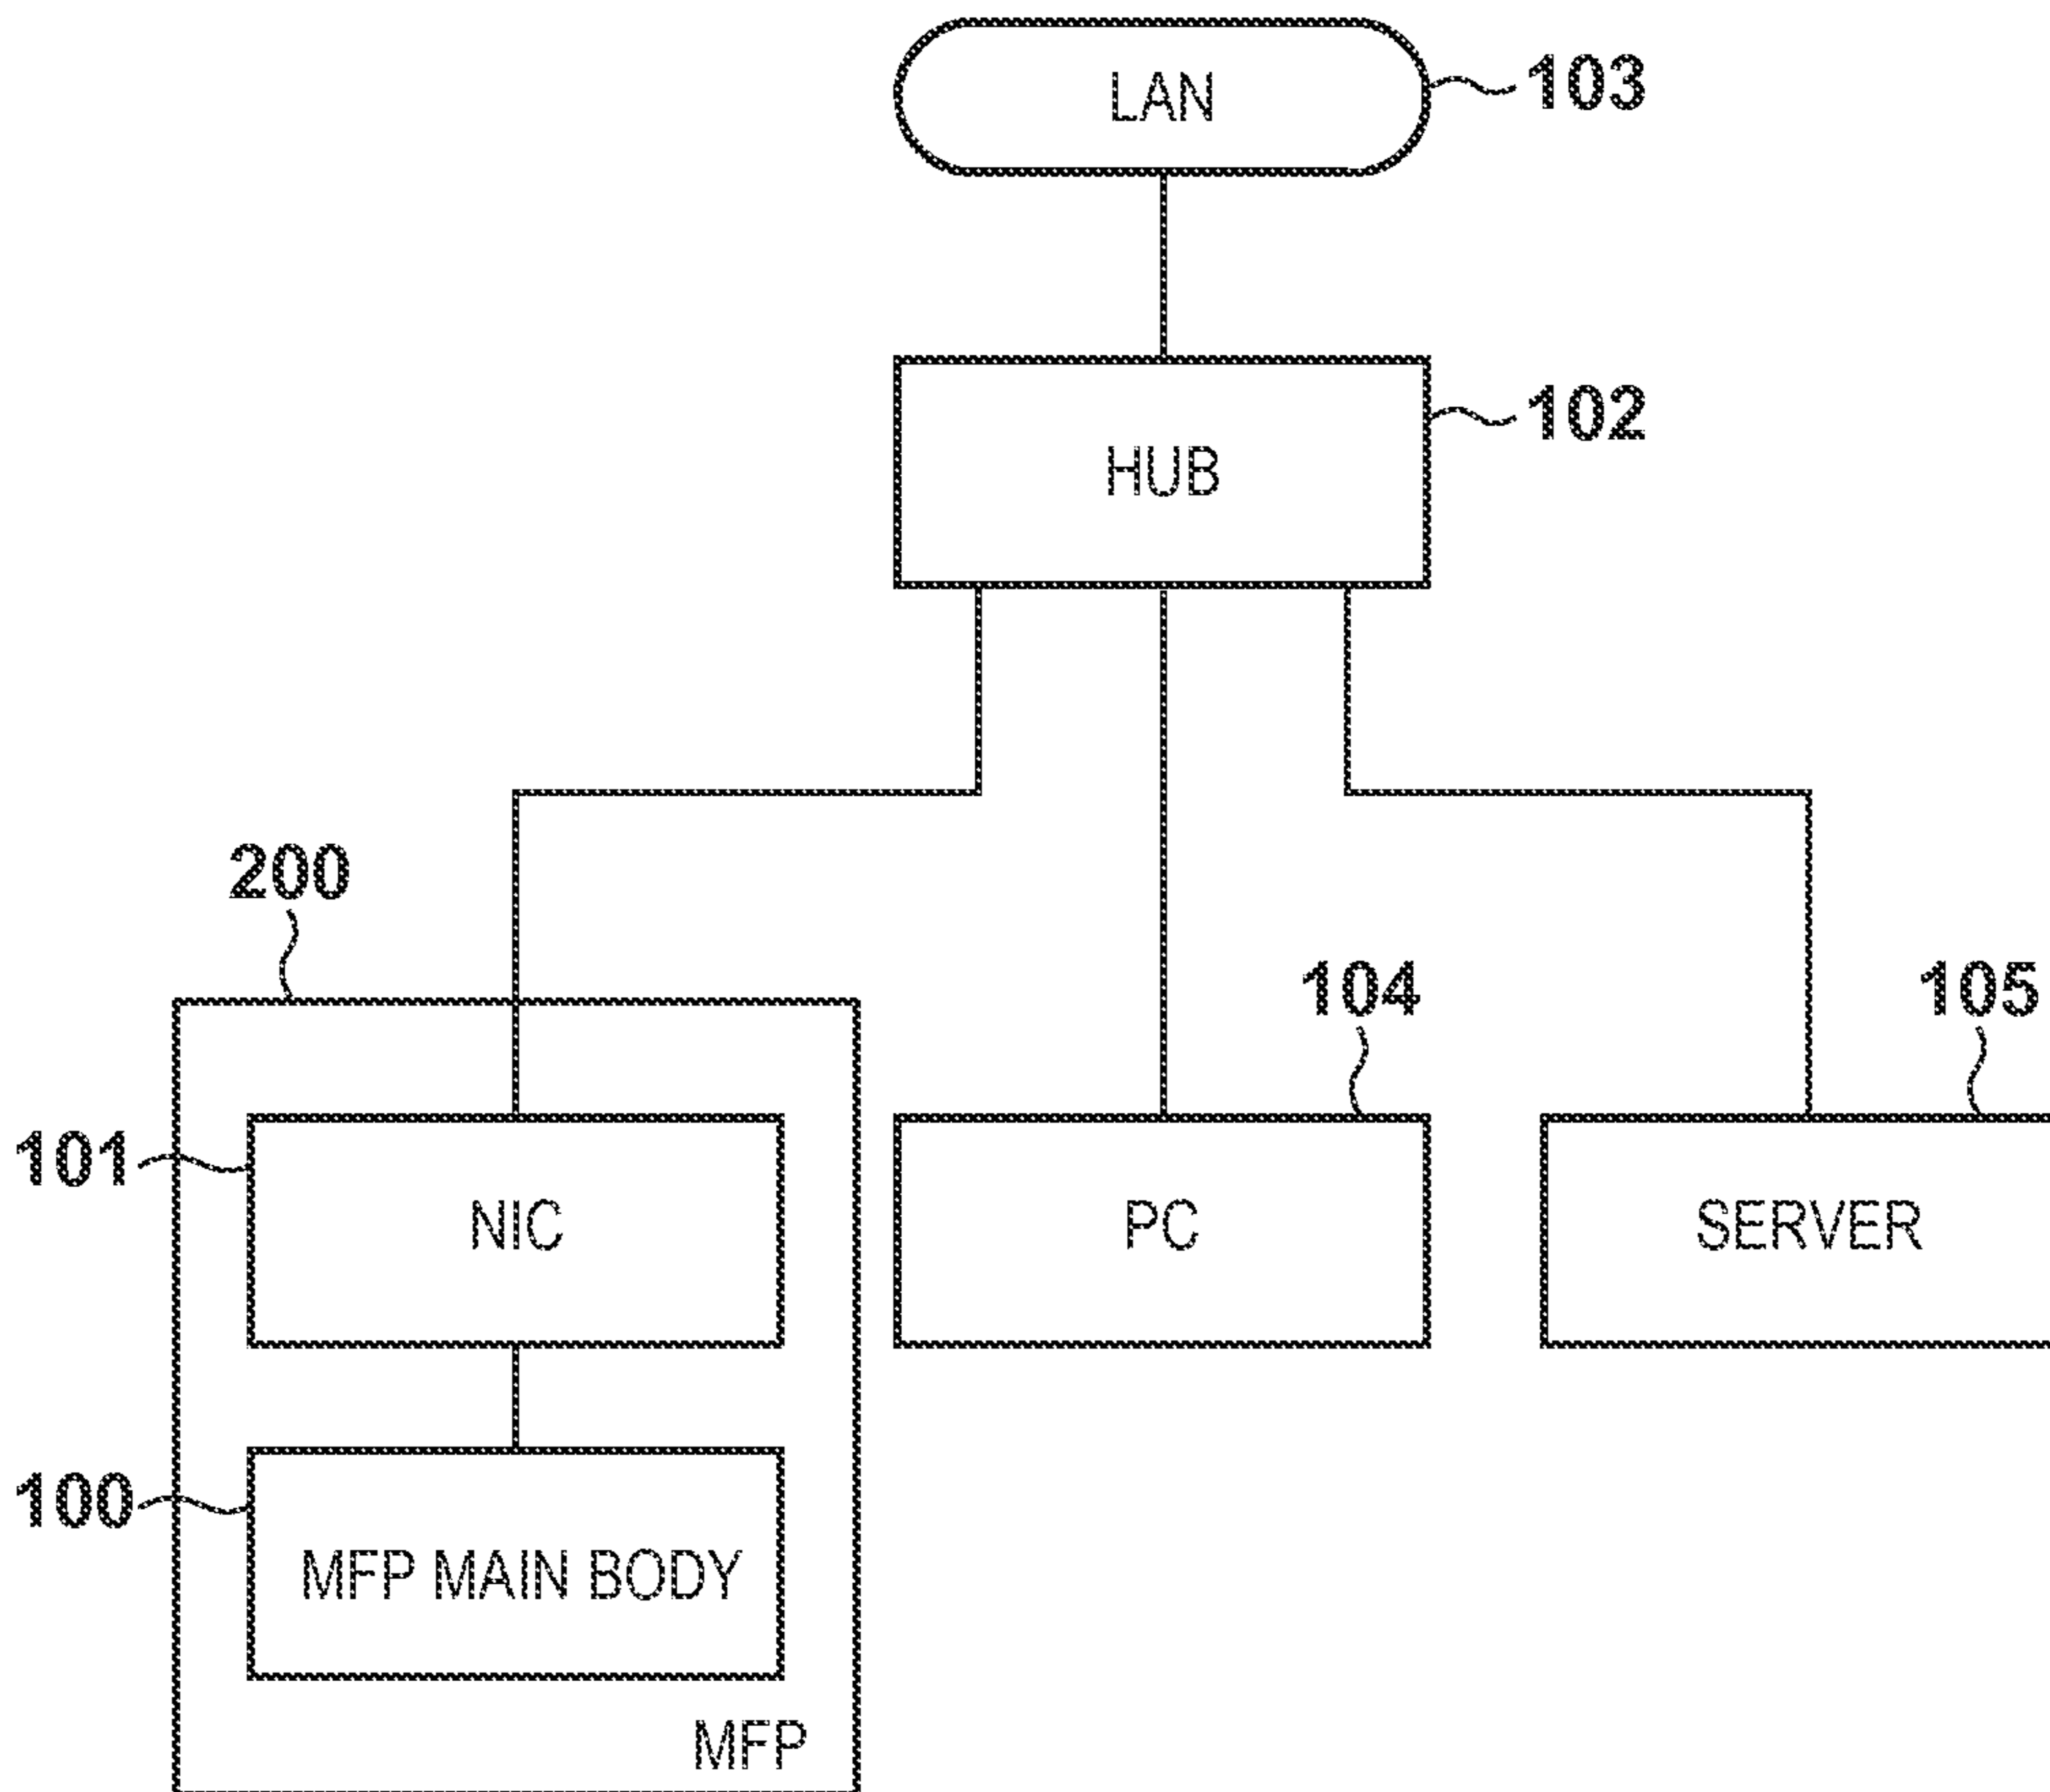 LAN
103
HUB
102
200
104
105
101
NIC
PC
SERVER
100
MFP MAIN BODY
MFP